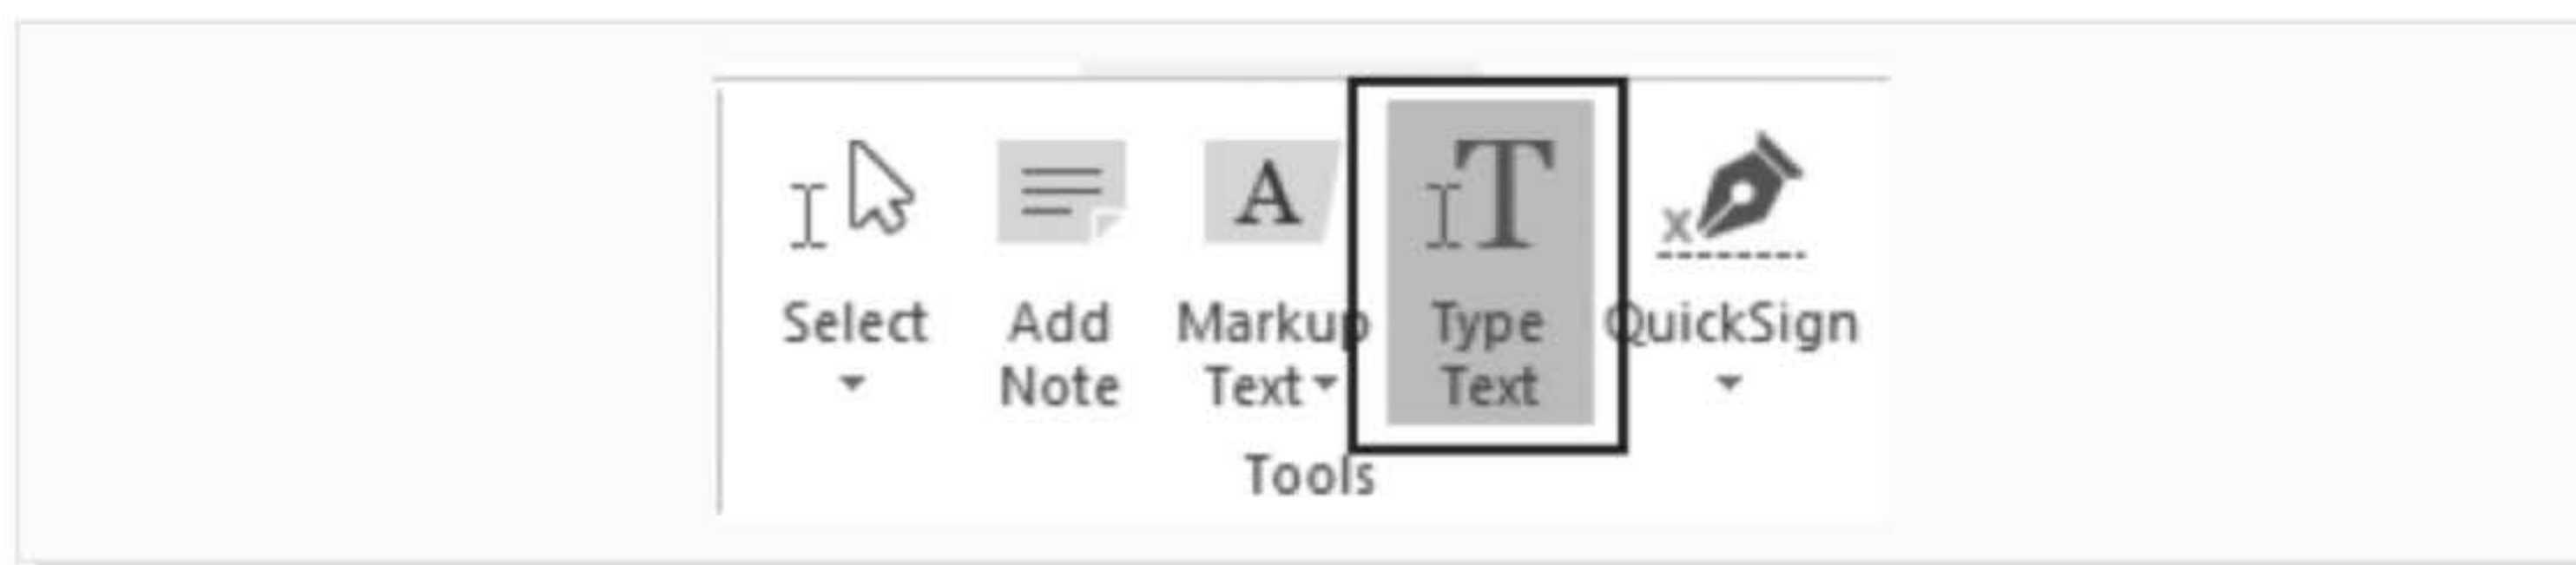 Select
Add
Note
Markup
Text
Type
Text
QuickSign
Tools